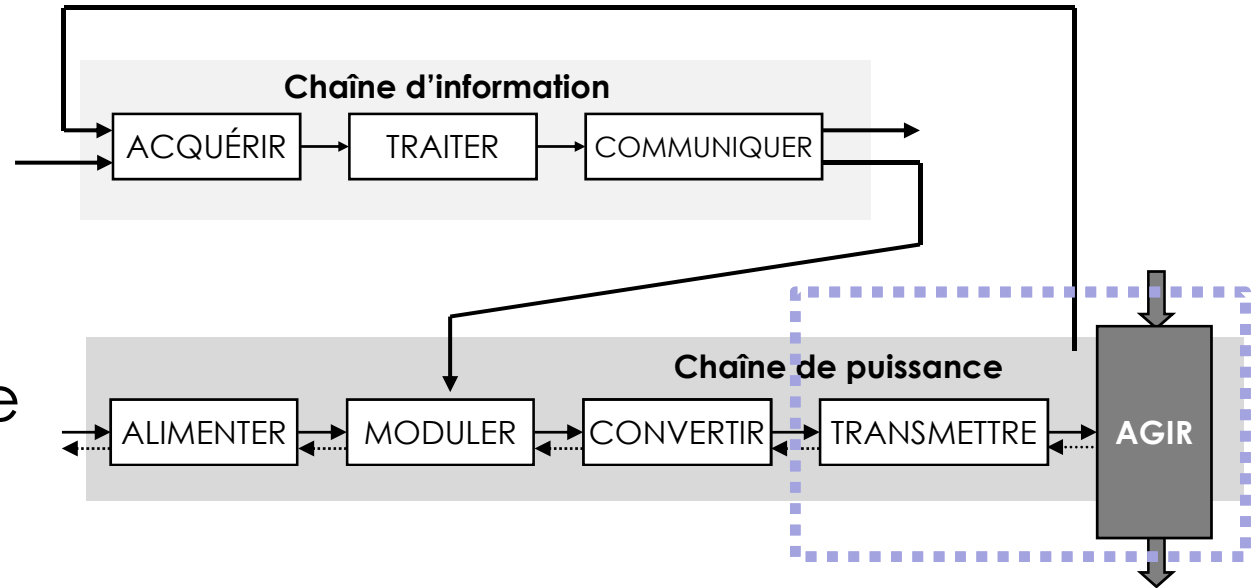 Chaîne d'information
ACQUÉRIR TRAITER COMMUNIQUER
Chaîne de puissance
e
ALIMENTER MODULER CONVERTIR TRANSMETTRE AGIR